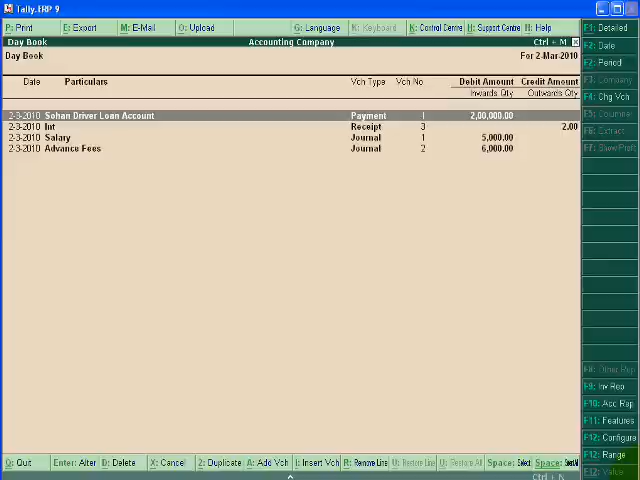 Tally.ERP 9
P: Print E: Export M: E-Mail O: Upload G: Language K: Keyboard K: Control Centre H: Support Centre H: Help
F1: Detailed
Day Book Accounting Company Ctrl + M
F2: Date
Day Book For 2-Mar-2010
F2: Period
F3: Company
Date Particulars Vch Type Vch No Debit Amount Credit Amount
Inwards Qty Outwards Qty
F4: Chg Vch
F5: Columnar
2-3-2010 Sohan Driver Loan Account Payment 1 2,00,000.00
2-3-2010 Int Receipt 3 2.00
F6: Extract
2-3-2010 Salary Journal 1 5,000.00
2-3-2010 Advance Fees Journal 2 6,000.00
F7: Show Profit
F8: Other Rep
F9: Inv Rep
F10: Acc Rep
F11: Features
F12: Configure
F12: Range
F12: Value
Q: Quit Enter: Alter D: Delete X: Cancel 2: Duplicate A: Add Vch I: Insert Vch R: Remove Line U: Restore Line U: Restore All Space: Select Space:
Ctrl + N